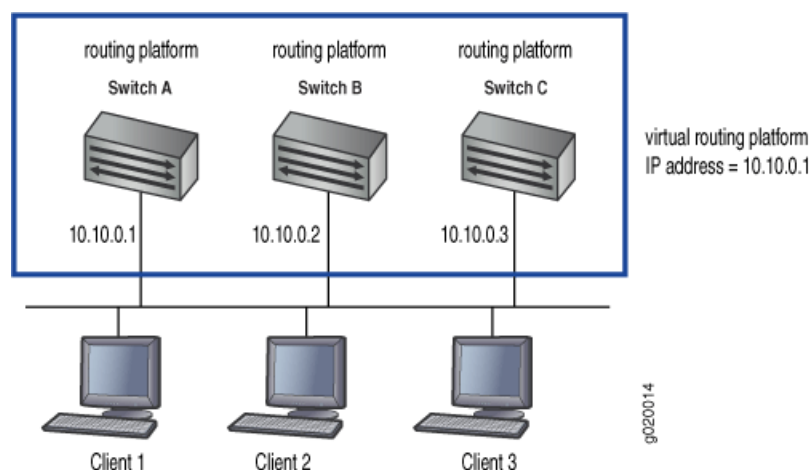 routing platform
routing platform
routing platform
Switch A
Switch B
Switch C
virtual routing platform
IP address = 10.10.0.1
10.10.0.1
10.10.0.2
10.10.0.3
Client 1
Client 2
Client 3
g020014